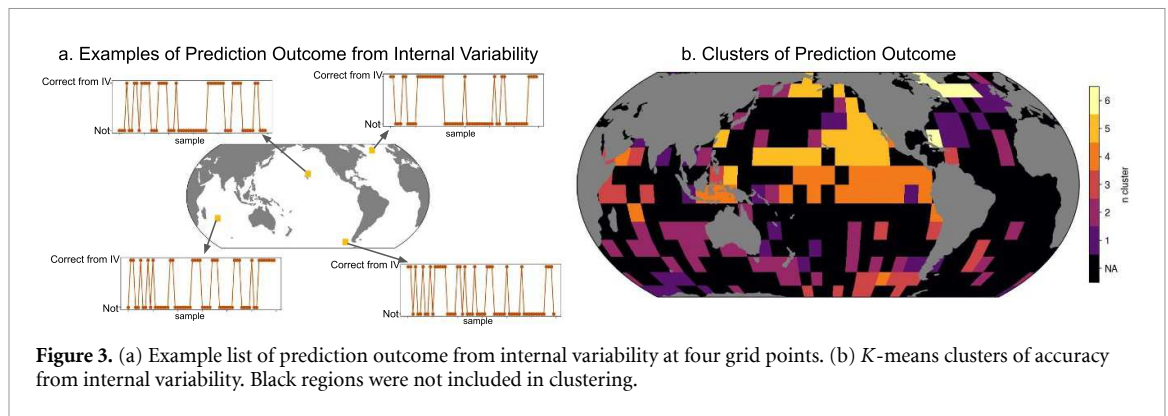 a. Examples of Prediction Outcome from Internal Variability
Correct from IV
Not
sample
Correct from IV
Not
sample
Correct from IV
Not
sample
Correct from IV
Not
sample
b. Clusters of Prediction Outcome
6
5
4
3
2
1
NA
n cluster
Figure 3. (a) Example list of prediction outcome from internal variability at four grid points. (b) K-means clusters of accuracy
from internal variability. Black regions were not included in clustering.